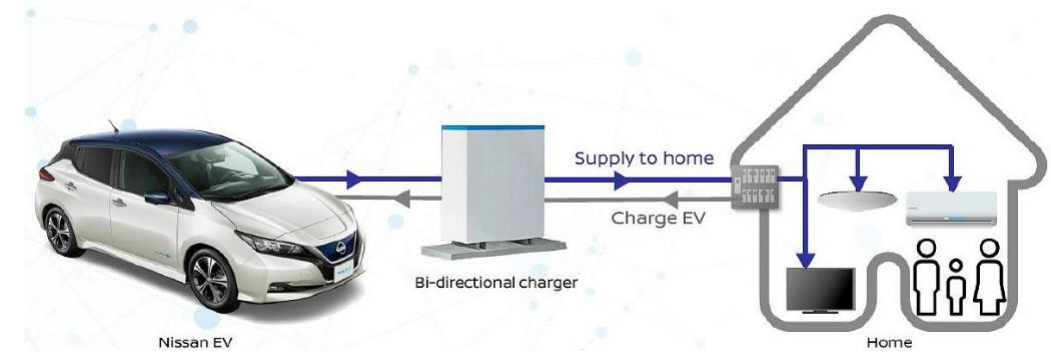 Supply to home
Charge EV
Bi-directional charger
Nissan EV
Home